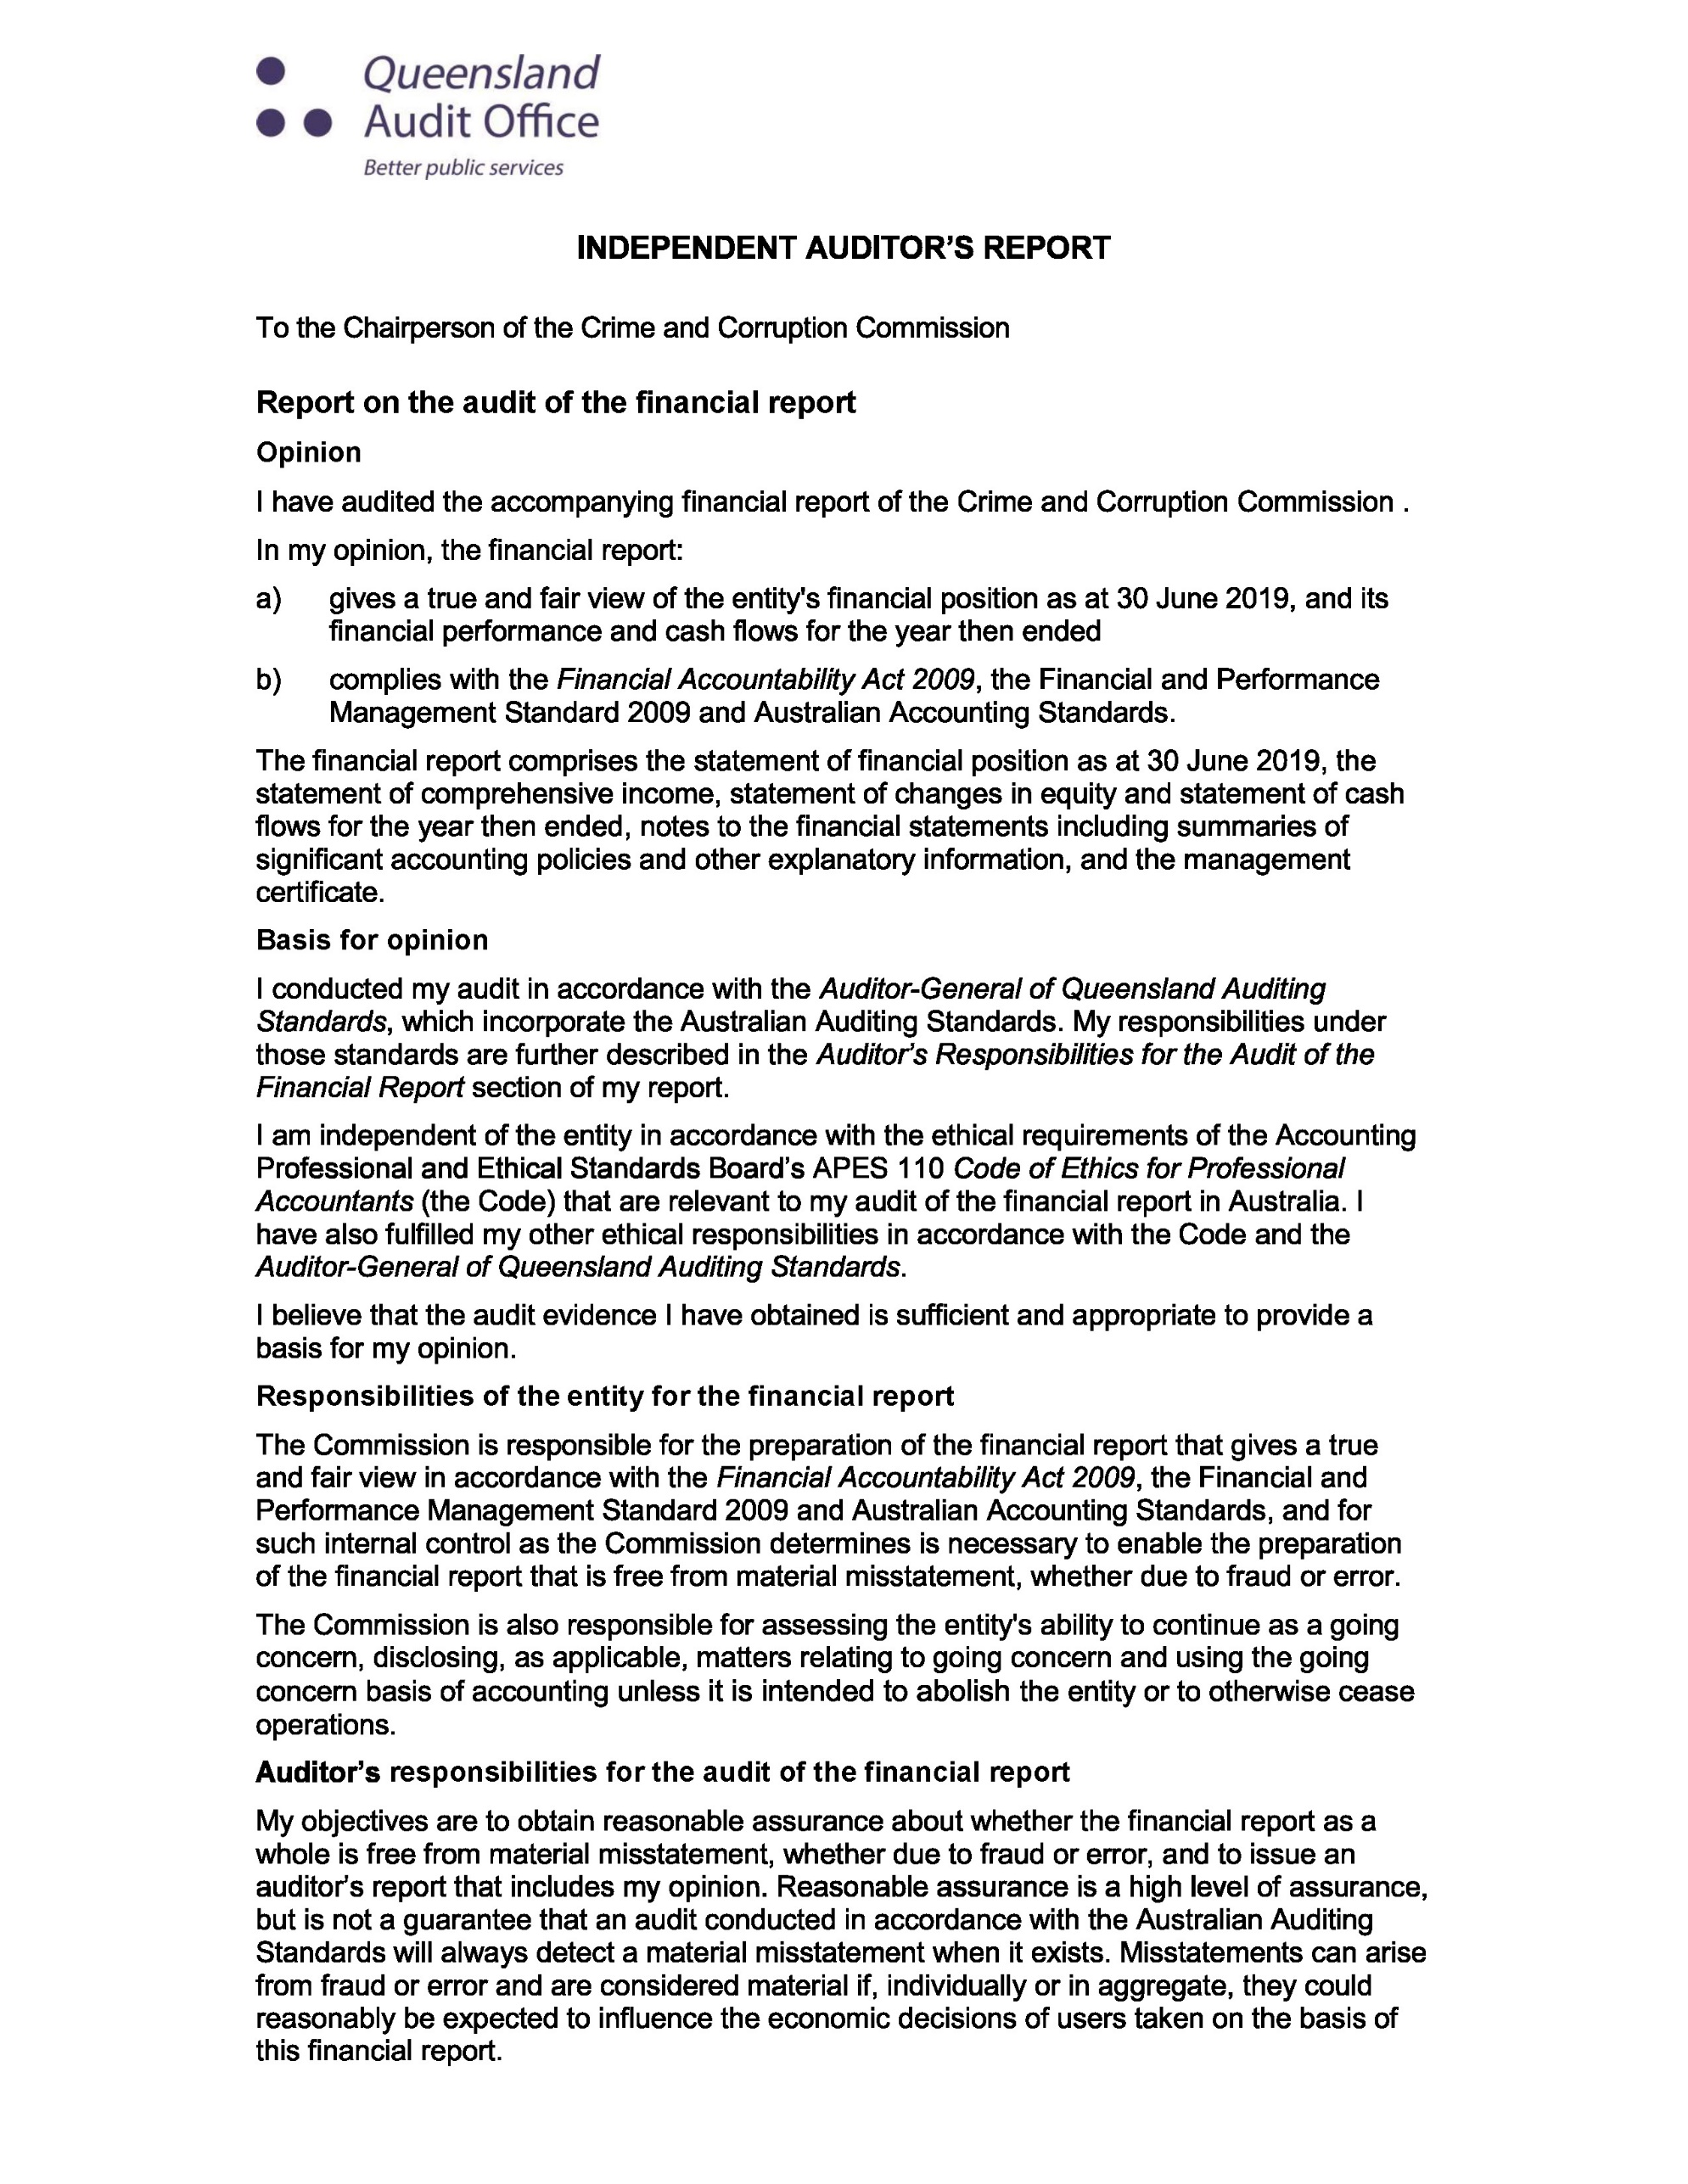 Queensland
Audit Office
Better public services
INDEPENDENT AUDITOR'S REPORT
To the Chairperson of the Crime and Corruption Commission
Report on the audit of the financial report
Opinion
I have audited the accompanying financial report of the Crime and Corruption Commission .
In my opinion, the financial report:
a) gives a true and fair view of the entity's financial position as at 30 June 2019, and its
financial performance and cash flows for the year then ended
b) complies with the Financial Accountability Act 2009, the Financial and Performance
Management Standard 2009 and Australian Accounting Standards.
The financial report comprises the statement of financial position as at 30 June 2019, the
statement of comprehensive income, statement of changes in equity and statement of cash
flows for the year then ended, notes to the financial statements including summaries of
significant accounting policies and other explanatory information, and the management
certificate.
Basis for opinion
I conducted my audit in accordance with the Auditor-General of Queensland Auditing
Standards, which incorporate the Australian Auditing Standards. My responsibilities under
those standards are further described in the Auditor's Responsibilities for the Audit of the
Financial Report section of my report.
I am independent of the entity in accordance with the ethical requirements of the Accounting
Professional and Ethical Standards Board's APES 110 Code of Ethics for Professional
Accountants (the Code) that are relevant to my audit of the financial report in Australia. I
have also fulfilled my other ethical responsibilities in accordance with the Code and the
Auditor-General of Queensland Auditing Standards.
I believe that the audit evidence I have obtained is sufficient and appropriate to provide a
basis for my opinion.
Responsibilities of the entity for the financial report
The Commission is responsible for the preparation of the financial report that gives a true
and fair view in accordance with the Financial Accountability Act 2009, the Financial and
Performance Management Standard 2009 and Australian Accounting Standards, and for
such internal control as the Commission determines is necessary to enable the preparation
of the financial report that is free from material misstatement, whether due to fraud or error.
The Commission is also responsible for assessing the entity's ability to continue as a going
concern, disclosing, as applicable, matters relating to going concern and using the going
concern basis of accounting unless it is intended to abolish the entity or to otherwise cease
operations.
Auditor's responsibilities for the audit of the financial report
My objectives are to obtain reasonable assurance about whether the financial report as a
whole is free from material misstatement, whether due to fraud or error, and to issue an
auditor's report that includes my opinion. Reasonable assurance is a high level of assurance,
but is not a guarantee that an audit conducted in accordance with the Australian Auditing
Standards will always detect a material misstatement when it exists. Misstatements can arise
from fraud or error and are considered material if, individually or in aggregate, they could
reasonably be expected to influence the economic decisions of users taken on the basis of
this financial report.